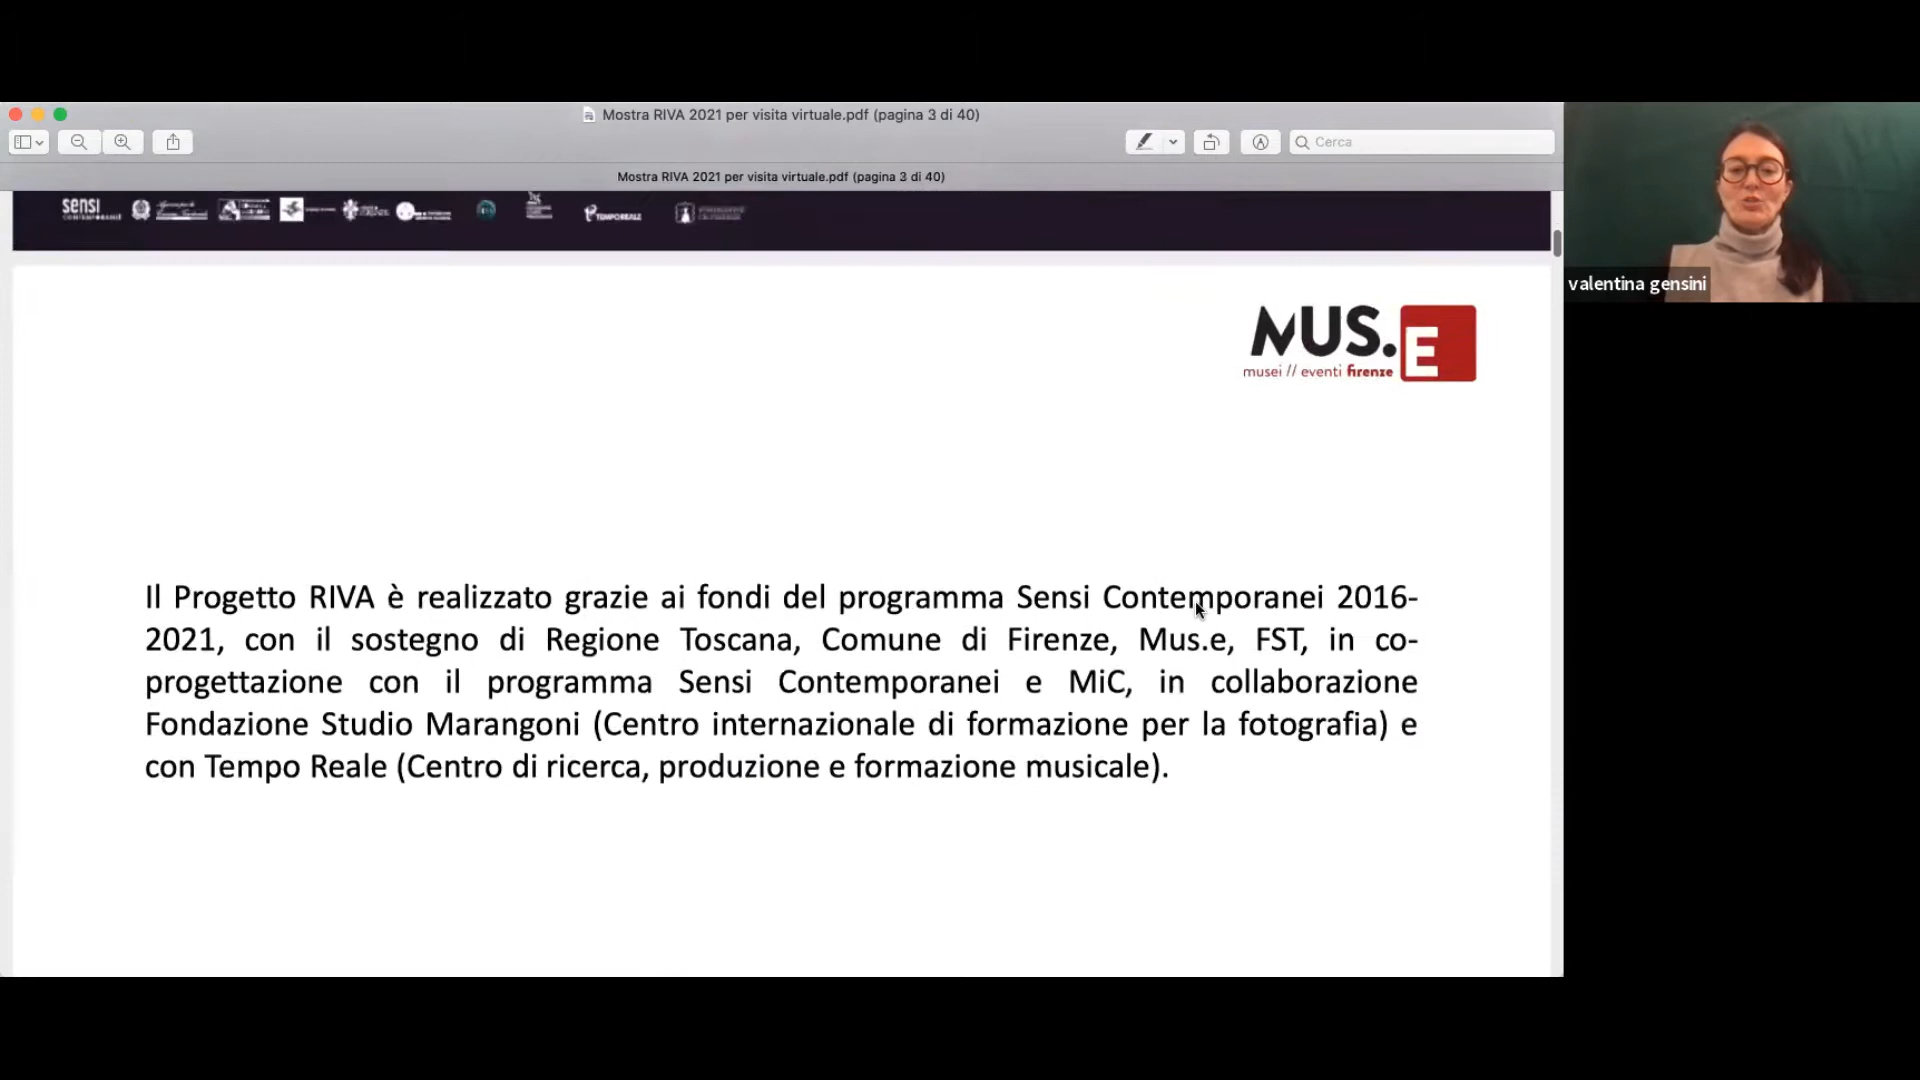 Mostra RIVA 2021 per visita virtuale.pdf (pagina 3 di 40)
Cerca
Mostra RIVA 2021 per visita virtuale.pdf (pagina 3 di 40)
sensi
CONTEMPORANEI
TEMPOREALE
valentina gensini
MUS.E
musei // eventi firenze
Il Progetto RIVA è realizzato grazie ai fondi del programma Sensi Contemporanei 2016-
2021, con il sostegno di Regione Toscana, Comune di Firenze, Mus.e, FST, in co-
progettazione con il programma Sensi Contemporanei e MiC, in collaborazione
Fondazione Studio Marangoni (Centro internazionale di formazione per la fotografia) e
con Tempo Reale (Centro di ricerca, produzione e formazione musicale).